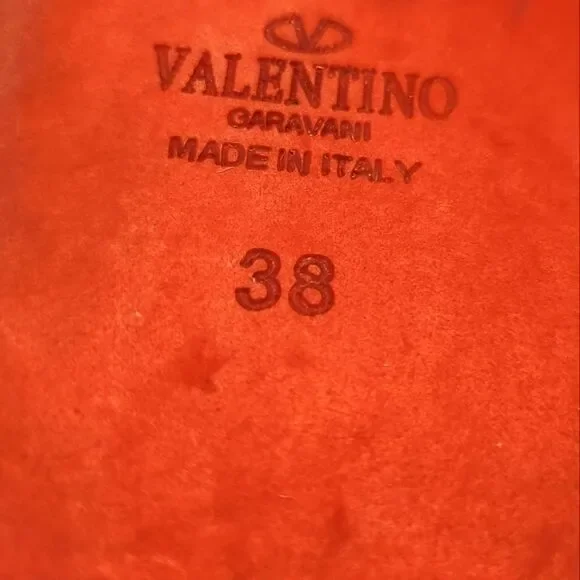 VALENTINO
GARAVANI
MADE IN ITALY
38